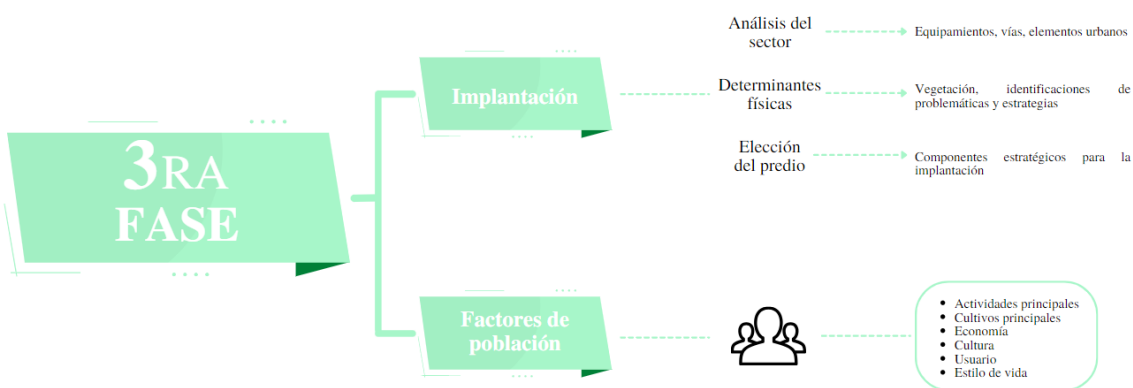 3RA
FASE
Implantación
Análisis del
sector
Equipamientos, vías, elementos urbanos
Determinantes
físicas
Vegetación, identificaciones de
problemáticas y estrategias
Elección
del predio
Componentes estratégicos para la
implantación
Factores de
población
• Actividades principales
• Cultivos principales
• Economía
• Cultura
• Usuario
• Estilo de vida